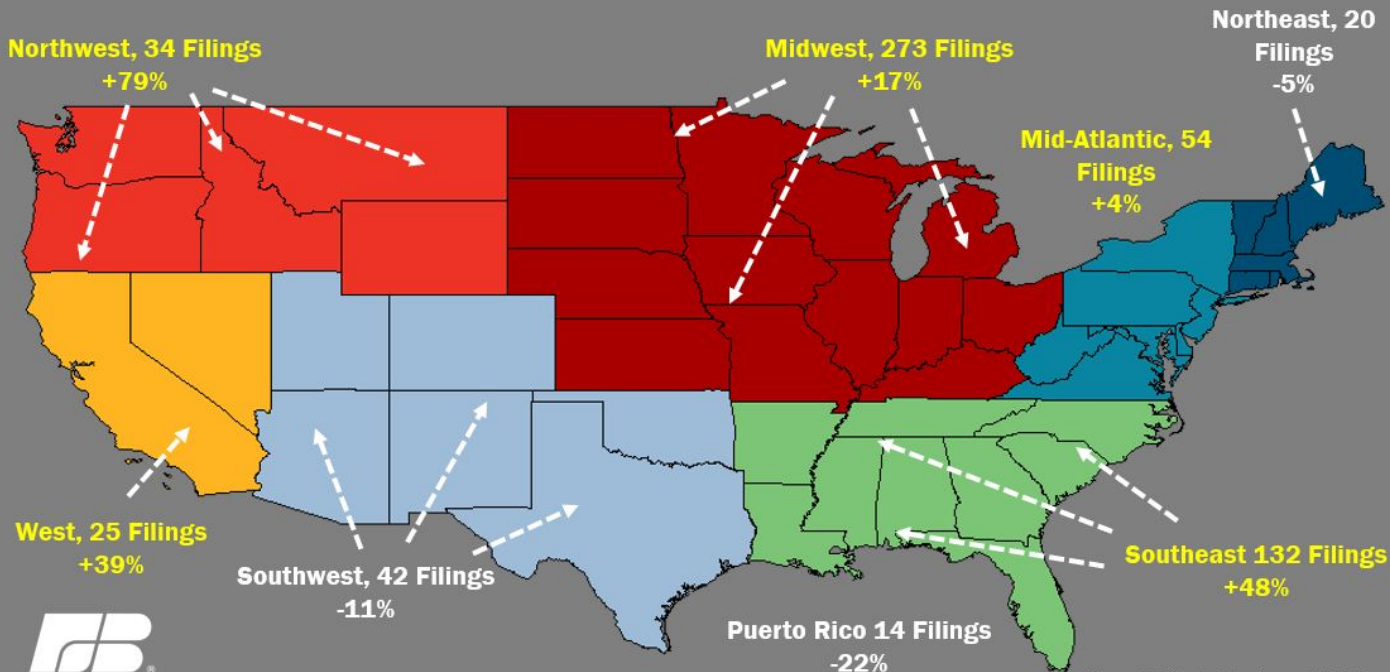 Northwest, 34 Filings
+79%
Midwest, 273 Filings
+17%
Northeast, 20
Filings
-5%
Mid-Atlantic, 54
Filings
+4%
West, 25 Filings
+39%
Southwest, 42 Filings
-11%
Southeast 132 Filings
+48%
Puerto Rico 14 Filings
-22%
FB
®